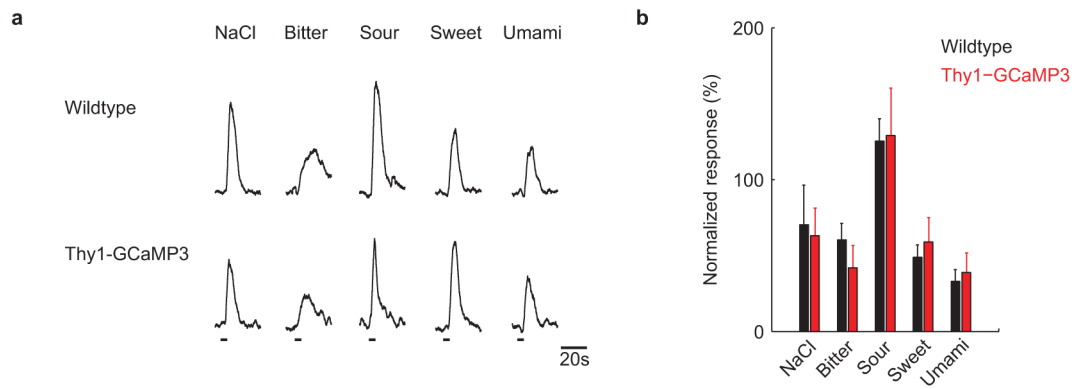 a
NaCl Bitter Sour Sweet Umami
Wildtype
Thy1-GCaMP3
20s
b
Normalized response (%)
200
100
0
Wildtype
Thy1−GCaMP3
NaCl Bitter Sour Sweet Umami